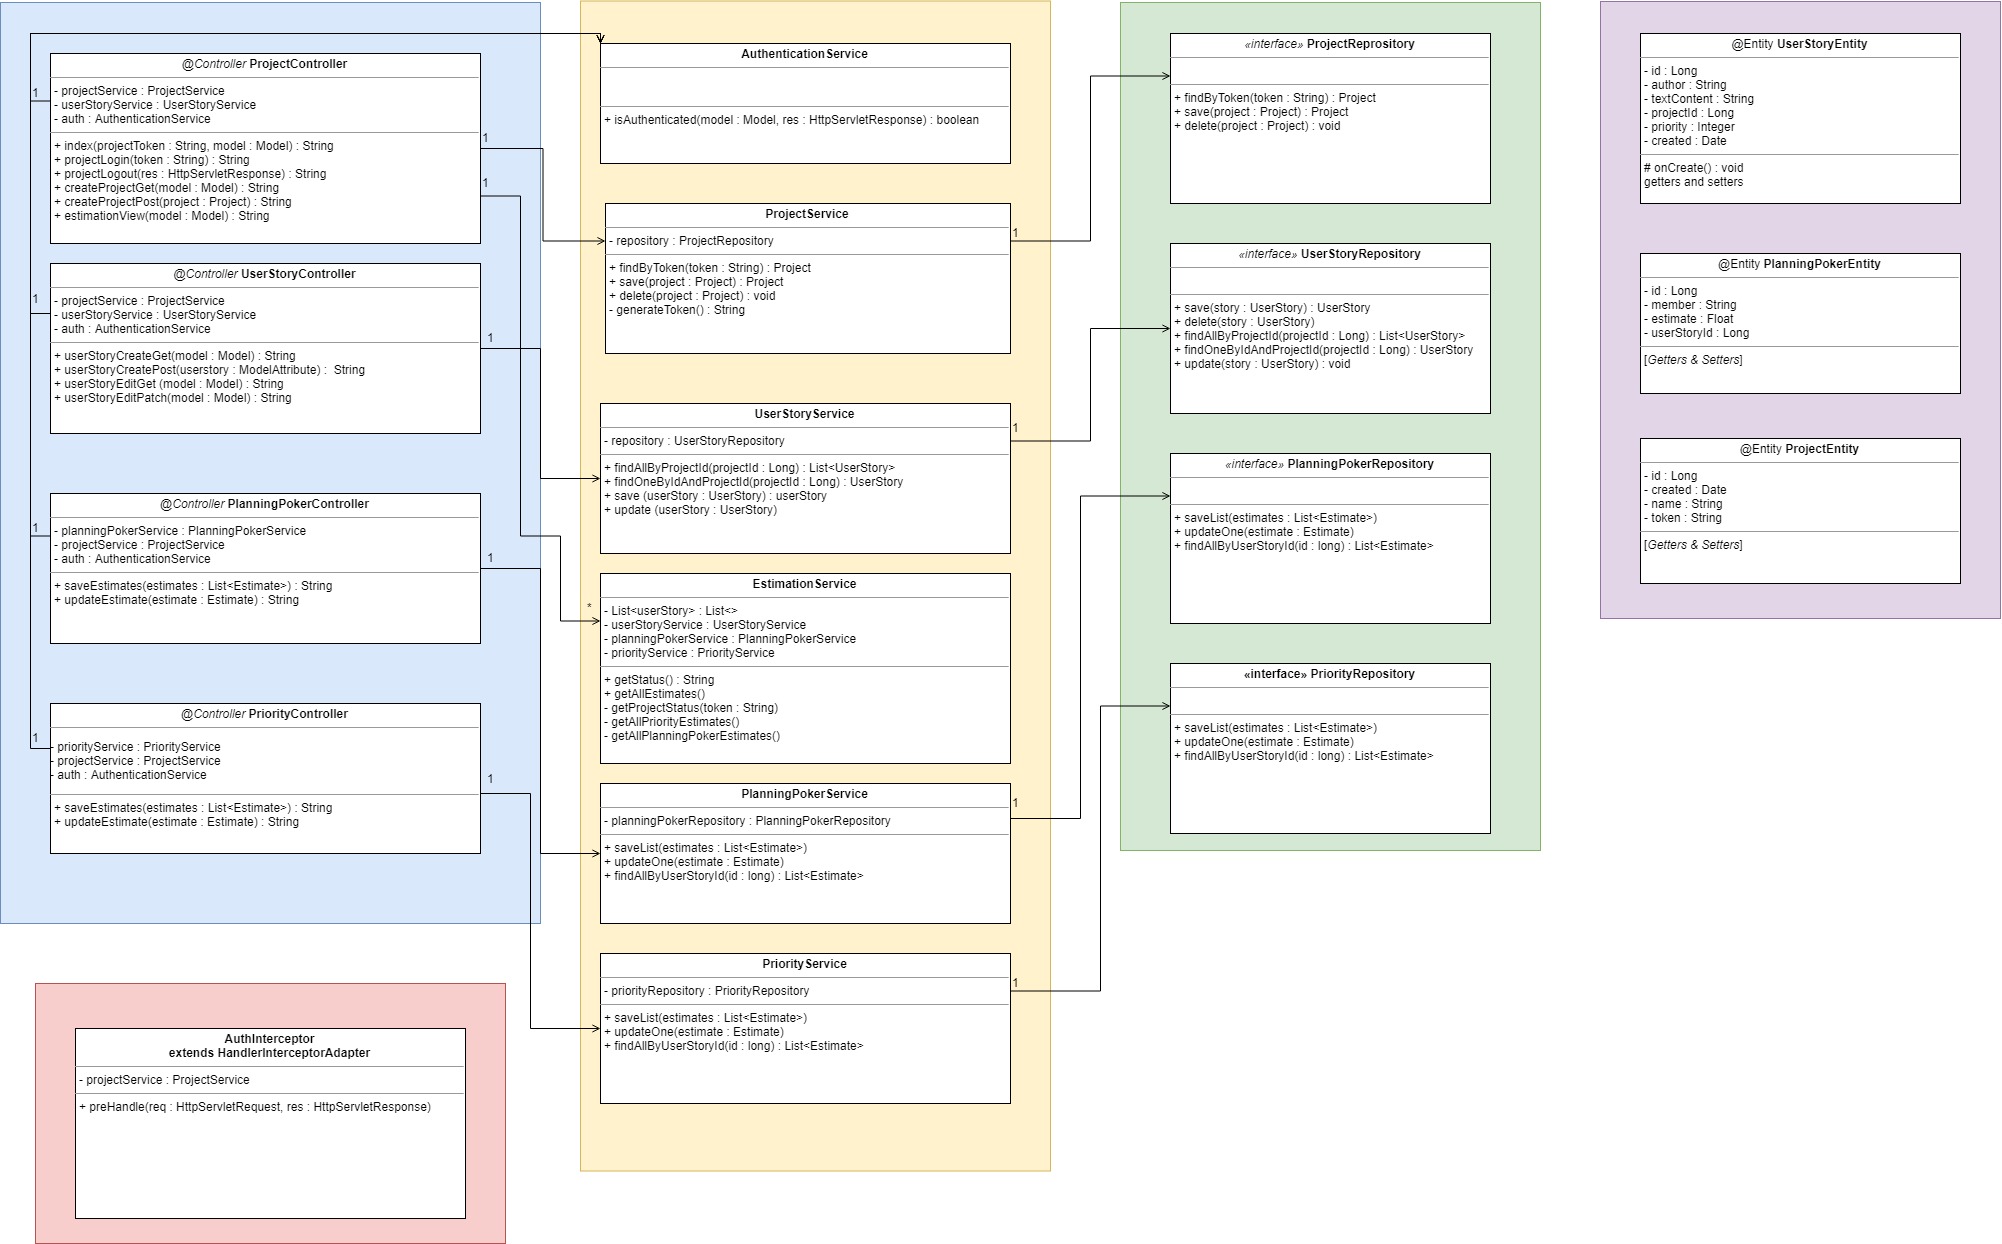 @Controller ProjectController
1
- projectService : ProjectService
- userStoryService : UserStoryService
- auth : AuthenticationService
+ index(projectToken : String, model : Model) : String
+ projectLogin(token : String) : String
+ projectLogout(res : HttpServletResponse) : String
+ createProjectGet(model : Model) : String
+ createProjectPost(project : Project) : String
+ estimationView(model : Model) : String
1
1
@Controller UserStoryController
1
- projectService : ProjectService
- userStoryService : UserStoryService
- auth : AuthenticationService
+ userStoryCreateGet(model : Model) : String
+ userStoryCreatePost(userstory : ModelAttribute) :  String
+ userStoryEditGet (model : Model) : String
+ userStoryEditPatch(model : Model) : String
1
@Controller PlanningPokerController
1
- planningPokerService : PlanningPokerService
- projectService : ProjectService
- auth : AuthenticationService
+ saveEstimates(estimates : List<Estimate>) : String
+ updateEstimate(estimate : Estimate) : String
1
@Controller PriorityController
1
- priorityService : PriorityService
- projectService : ProjectService
- auth : AuthenticationService
+ saveEstimates(estimates : List<Estimate>) : String
+ updateEstimate(estimate : Estimate) : String
1
AuthInterceptor
extends HandlerInterceptorAdapter
- projectService : ProjectService
+ preHandle(req : HttpServletRequest, res : HttpServletResponse)
AuthenticationService
+ isAuthenticated(model : Model, res : HttpServletResponse) : boolean
ProjectService
- repository : ProjectRepository
+ findByToken(token : String) : Project
+ save(project : Project) : Project
+ delete(project : Project) : void
- generateToken() : String
1
UserStoryService
- repository : UserStoryRepository
+ findAllByProjectId(projectId : Long) : List<UserStory>
+ findOneByIdAndProjectId(projectId : Long) : UserStory
+ save (userStory : UserStory) : userStory
+ update (userStory : UserStory)
1
EstimationService
*
- List<userStory> : List<>
- userStoryService : UserStoryService
- planningPokerService : PlanningPokerService
- priorityService : PriorityService
+ getStatus() : String
+ getAllEstimates()
- getProjectStatus(token : String)
- getAllPriorityEstimates()
- getAllPlanningPokerEstimates()
PlanningPokerService
- planningPokerRepository : PlanningPokerRepository
+ saveList(estimates : List<Estimate>)
+ updateOne(estimate : Estimate)
+ findAllByUserStoryId(id : long) : List<Estimate>
1
PriorityService
- priorityRepository : PriorityRepository
+ saveList(estimates : List<Estimate>)
+ updateOne(estimate : Estimate)
+ findAllByUserStoryId(id : long) : List<Estimate>
1
«interface» ProjectReprository
+ findByToken(token : String) : Project
+ save(project : Project) : Project
+ delete(project : Project) : void
«interface» UserStoryRepository
+ save(story : UserStory) : UserStory
+ delete(story : UserStory)
+ findAllByProjectId(projectId : Long) : List<UserStory>
+ findOneByIdAndProjectId(projectId : Long) : UserStory
+ update(story : UserStory) : void
«interface» PlanningPokerRepository
+ saveList(estimates : List<Estimate>)
+ updateOne(estimate : Estimate)
+ findAllByUserStoryId(id : long) : List<Estimate>
«interface» PriorityRepository
+ saveList(estimates : List<Estimate>)
+ updateOne(estimate : Estimate)
+ findAllByUserStoryId(id : long) : List<Estimate>
@Entity UserStoryEntity
- id : Long
- author : String
- textContent : String
- projectId : Long
- priority : Integer
- created : Date
# onCreate() : void
getters and setters
@Entity PlanningPokerEntity
- id : Long
- member : String
- estimate : Float
- userStoryId : Long
[Getters & Setters]
@Entity ProjectEntity
- id : Long
- created : Date
- name : String
- token : String
[Getters & Setters]